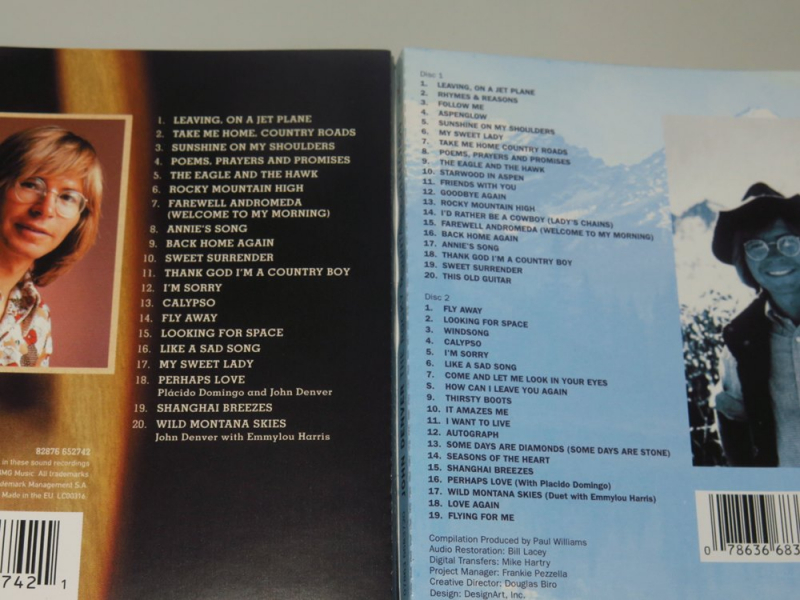 1. LEAVING, ON A JET PLANE
2. TAKE ME HOME, COUNTRY ROADS
3. SUNSHINE ON MY SHOULDERS
4. POEMS, PRAYERS AND PROMISES
5. THE EAGLE AND THE HAWK
6. ROCKY MOUNTAIN HIGH
7. FAREWELL ANDROMEDA
(WELCOME TO MY MORNING)
8. ANNIE'S SONG
9. BACK HOME AGAIN
10. SWEET SURRENDER
11. THANK GOD I'M A COUNTRY BOY
12. I'M SORRY
13. CALYPSO
14. FLY AWAY
15. LOOKING FOR SPACE
16. LIKE A SAD SONG
17. MY SWEET LADY
18. PERHAPS LOVE
Plácido Domingo and John Denver
19. SHANGHAI BREEZES
20. WILD MONTANA SKIES
John Denver with Emmylou Harris
82876 652742
in these sound recordings
BMG Music. All trademarks
demark Management S.A.
Made in the EU. LC00316
742 1
JOHN DENVER
Disc 1
1. LEAVING, ON A JET PLANE
2. RHYMES & REASONS
3. FOLLOW ME
4. ASPENGLOW
5. SUNSHINE ON MY SHOULDERS
6. MY SWEET LADY
7. TAKE ME HOME COUNTRY ROADS
8. POEMS, PRAYERS AND PROMISES
9. THE EAGLE AND THE HAWK
10. STARWOOD IN ASPEN
11. FRIENDS WITH YOU
12. GOODBYE AGAIN
13. ROCKY MOUNTAIN HIGH
14. I'D RATHER BE A COWBOY (LADY'S CHAINS)
15. FAREWELL ANDROMEDA (WELCOME TO MY MORNING)
16. BACK HOME AGAIN
17. ANNIE'S SONG
18. THANK GOD I'M A COUNTRY BOY
19. SWEET SURRENDER
20. THIS OLD GUITAR
Disc 2
1. FLY AWAY
2. LOOKING FOR SPACE
3. WINDSONG
4. CALYPSO
5. I'M SORRY
6. LIKE A SAD SONG
7. COME AND LET ME LOOK IN YOUR EYES
8. HOW CAN I LEAVE YOU AGAIN
9. THIRSTY BOOTS
10. IT AMAZES ME
11. I WANT TO LIVE
12. AUTOGRAPH
13. SOME DAYS ARE DIAMONDS (SOME DAYS ARE STONE)
14. SEASONS OF THE HEART
15. SHANGHAI BREEZES
16. PERHAPS LOVE (With Placido Domingo)
17. WILD MONTANA SKIES (Duet with Emmylou Harris)
18. LOVE AGAIN
19. FLYING FOR ME
Compilation Produced by Paul Williams
Audio Restoration: Bill Lacey
Digital Transfers: Mike Hartry
Project Manager: Frankie Pezzella
Creative Director: Douglas Biro
Design: DesignArt, Inc.
0 78636 683